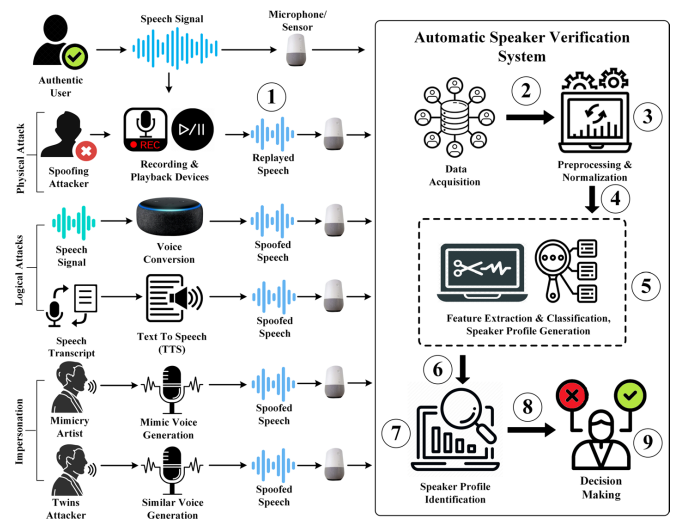 Speech Signal
Microphone/
Sensor
Authentic
User
Physical Attack
Spoofing
Attacker
REC
Recording &
Playback Devices
1
Replayed
Speech
Logical Attacks
Speech
Signal
Voice
Conversion
Spoofed
Speech
Speech
Transcript
Text To Speech
(TTS)
Spoofed
Speech
Impersonation
Mimicry
Artist
Mimic Voice
Generation
Spoofed
Speech
Twins
Attacker
Similar Voice
Generation
Spoofed
Speech
Automatic Speaker Verification
System
Data
Acquisition
2
3
Preprocessing &
Normalization
4
5
Feature Extraction & Classification,
Speaker Profile Generation
6
7
Speaker Profile
Identification
8
9
Decision
Making